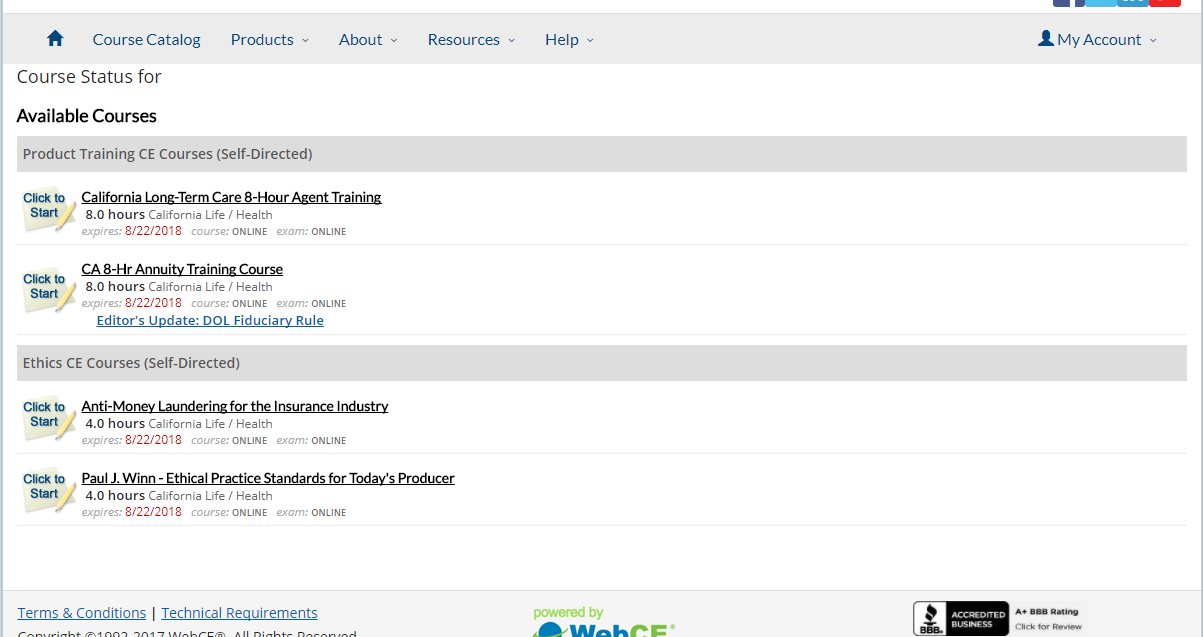 Course Catalog Products About Resources Help My Account
Course Status for
Available Courses
Product Training CE Courses (Self-Directed)
Click to Start
California Long-Term Care 8-Hour Agent Training
8.0 hours California Life / Health
expires: 8/22/2018 course: ONLINE exam: ONLINE
Click to Start
CA 8-Hr Annuity Training Course
8.0 hours California Life / Health
expires: 8/22/2018 course: ONLINE exam: ONLINE
Editor's Update: DOL Fiduciary Rule
Ethics CE Courses (Self-Directed)
Click to Start
Anti-Money Laundering for the Insurance Industry
4.0 hours California Life / Health
expires: 8/22/2018 course: ONLINE exam: ONLINE
Click to Start
Paul J. Winn - Ethical Practice Standards for Today's Producer
4.0 hours California Life / Health
expires: 8/22/2018 course: ONLINE exam: ONLINE
Terms & Conditions | Technical Requirements
Copyright ©1992-2017 WebCE®. All Rights Reserved
powered by
WebCE®
BBB.
ACCREDITED
BUSINESS
A+ BBB Rating
Click for Review